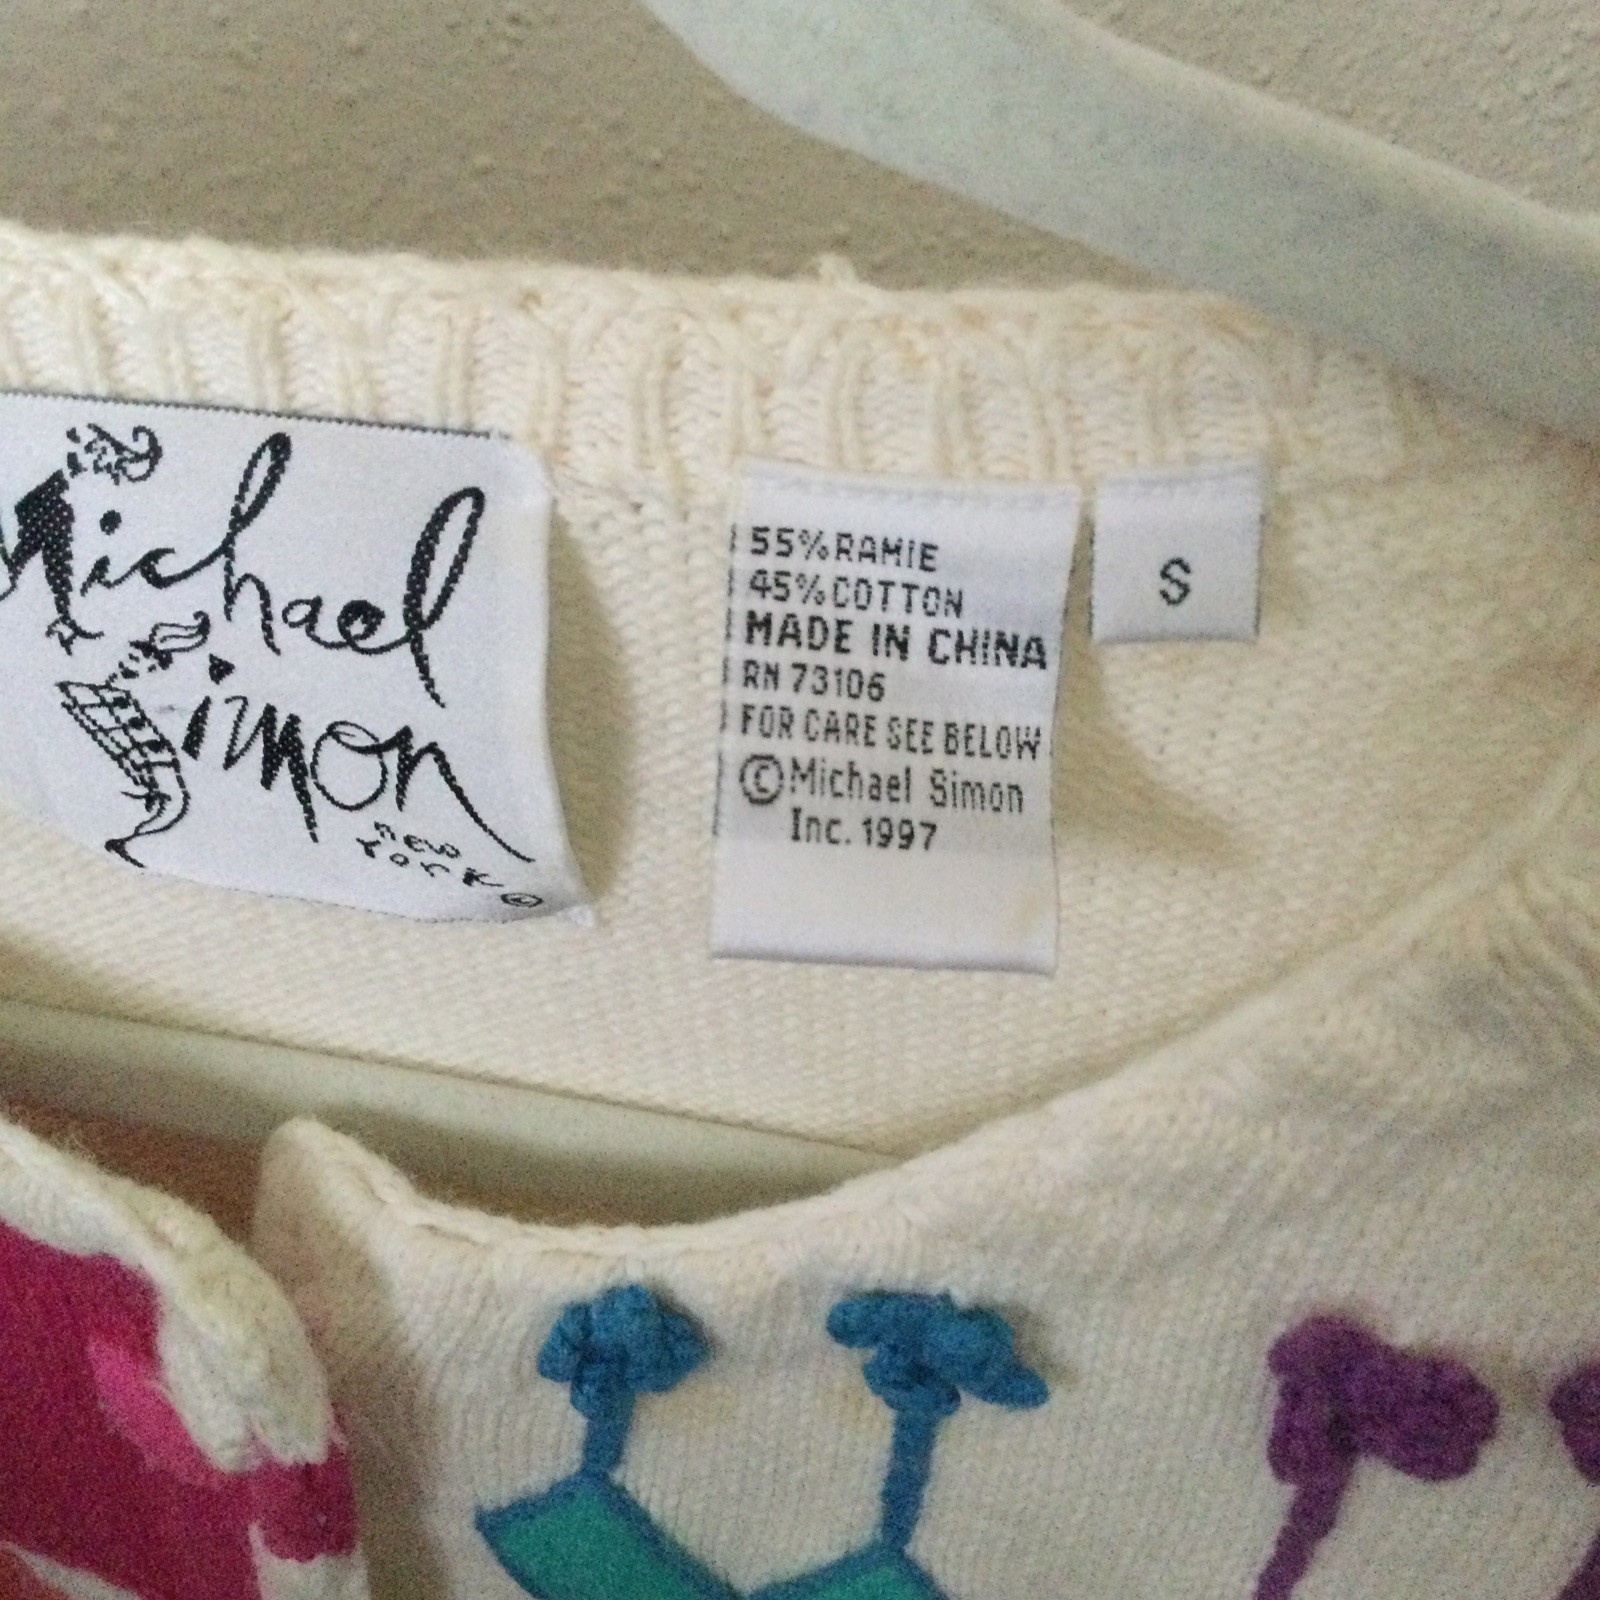 Michael
Simon
NEW
YORK ©
55%RAMIE
45%COTTON
MADE IN CHINA
RN 73106
FOR CARE SEE BELOW
©Michael Simon
Inc. 1997
S